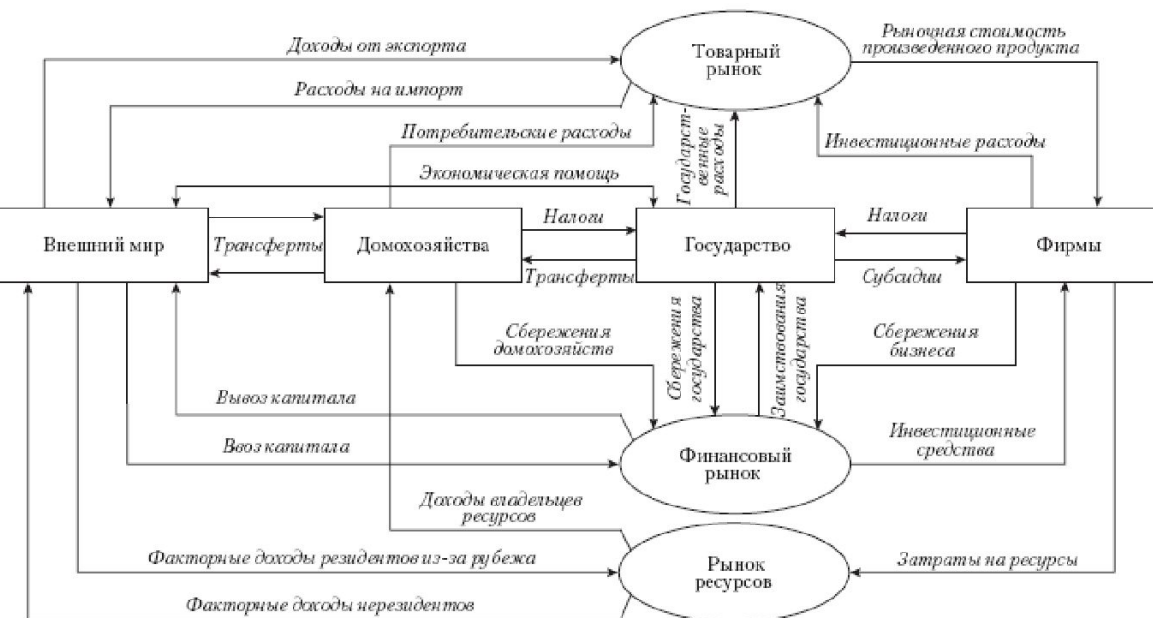 Доходы от экспорта
Товарный
рынок
Рыночная стоимость
произведенного продукта
Расходы на импорт
Потребительские расходы
Государст-
венные
расходы
Инвестиционные расходы
Экономическая помощь
Внешний мир
Трансферты
Домохозяйства
Налоги
Трансферты
Государство
Налоги
Субсидии
Фирмы
Сбережения
домохозяйств
Сбережения
государства
Заимствования
государства
Сбережения
бизнеса
Вывоз капитала
Ввоз капитала
Финансовый
рынок
Инвестиционные
средства
Доходы владельцев
ресурсов
Факторные доходы резидентов из-за рубежа
Рынок
ресурсов
Затраты на ресурсы
Факторные доходы нерезидентов